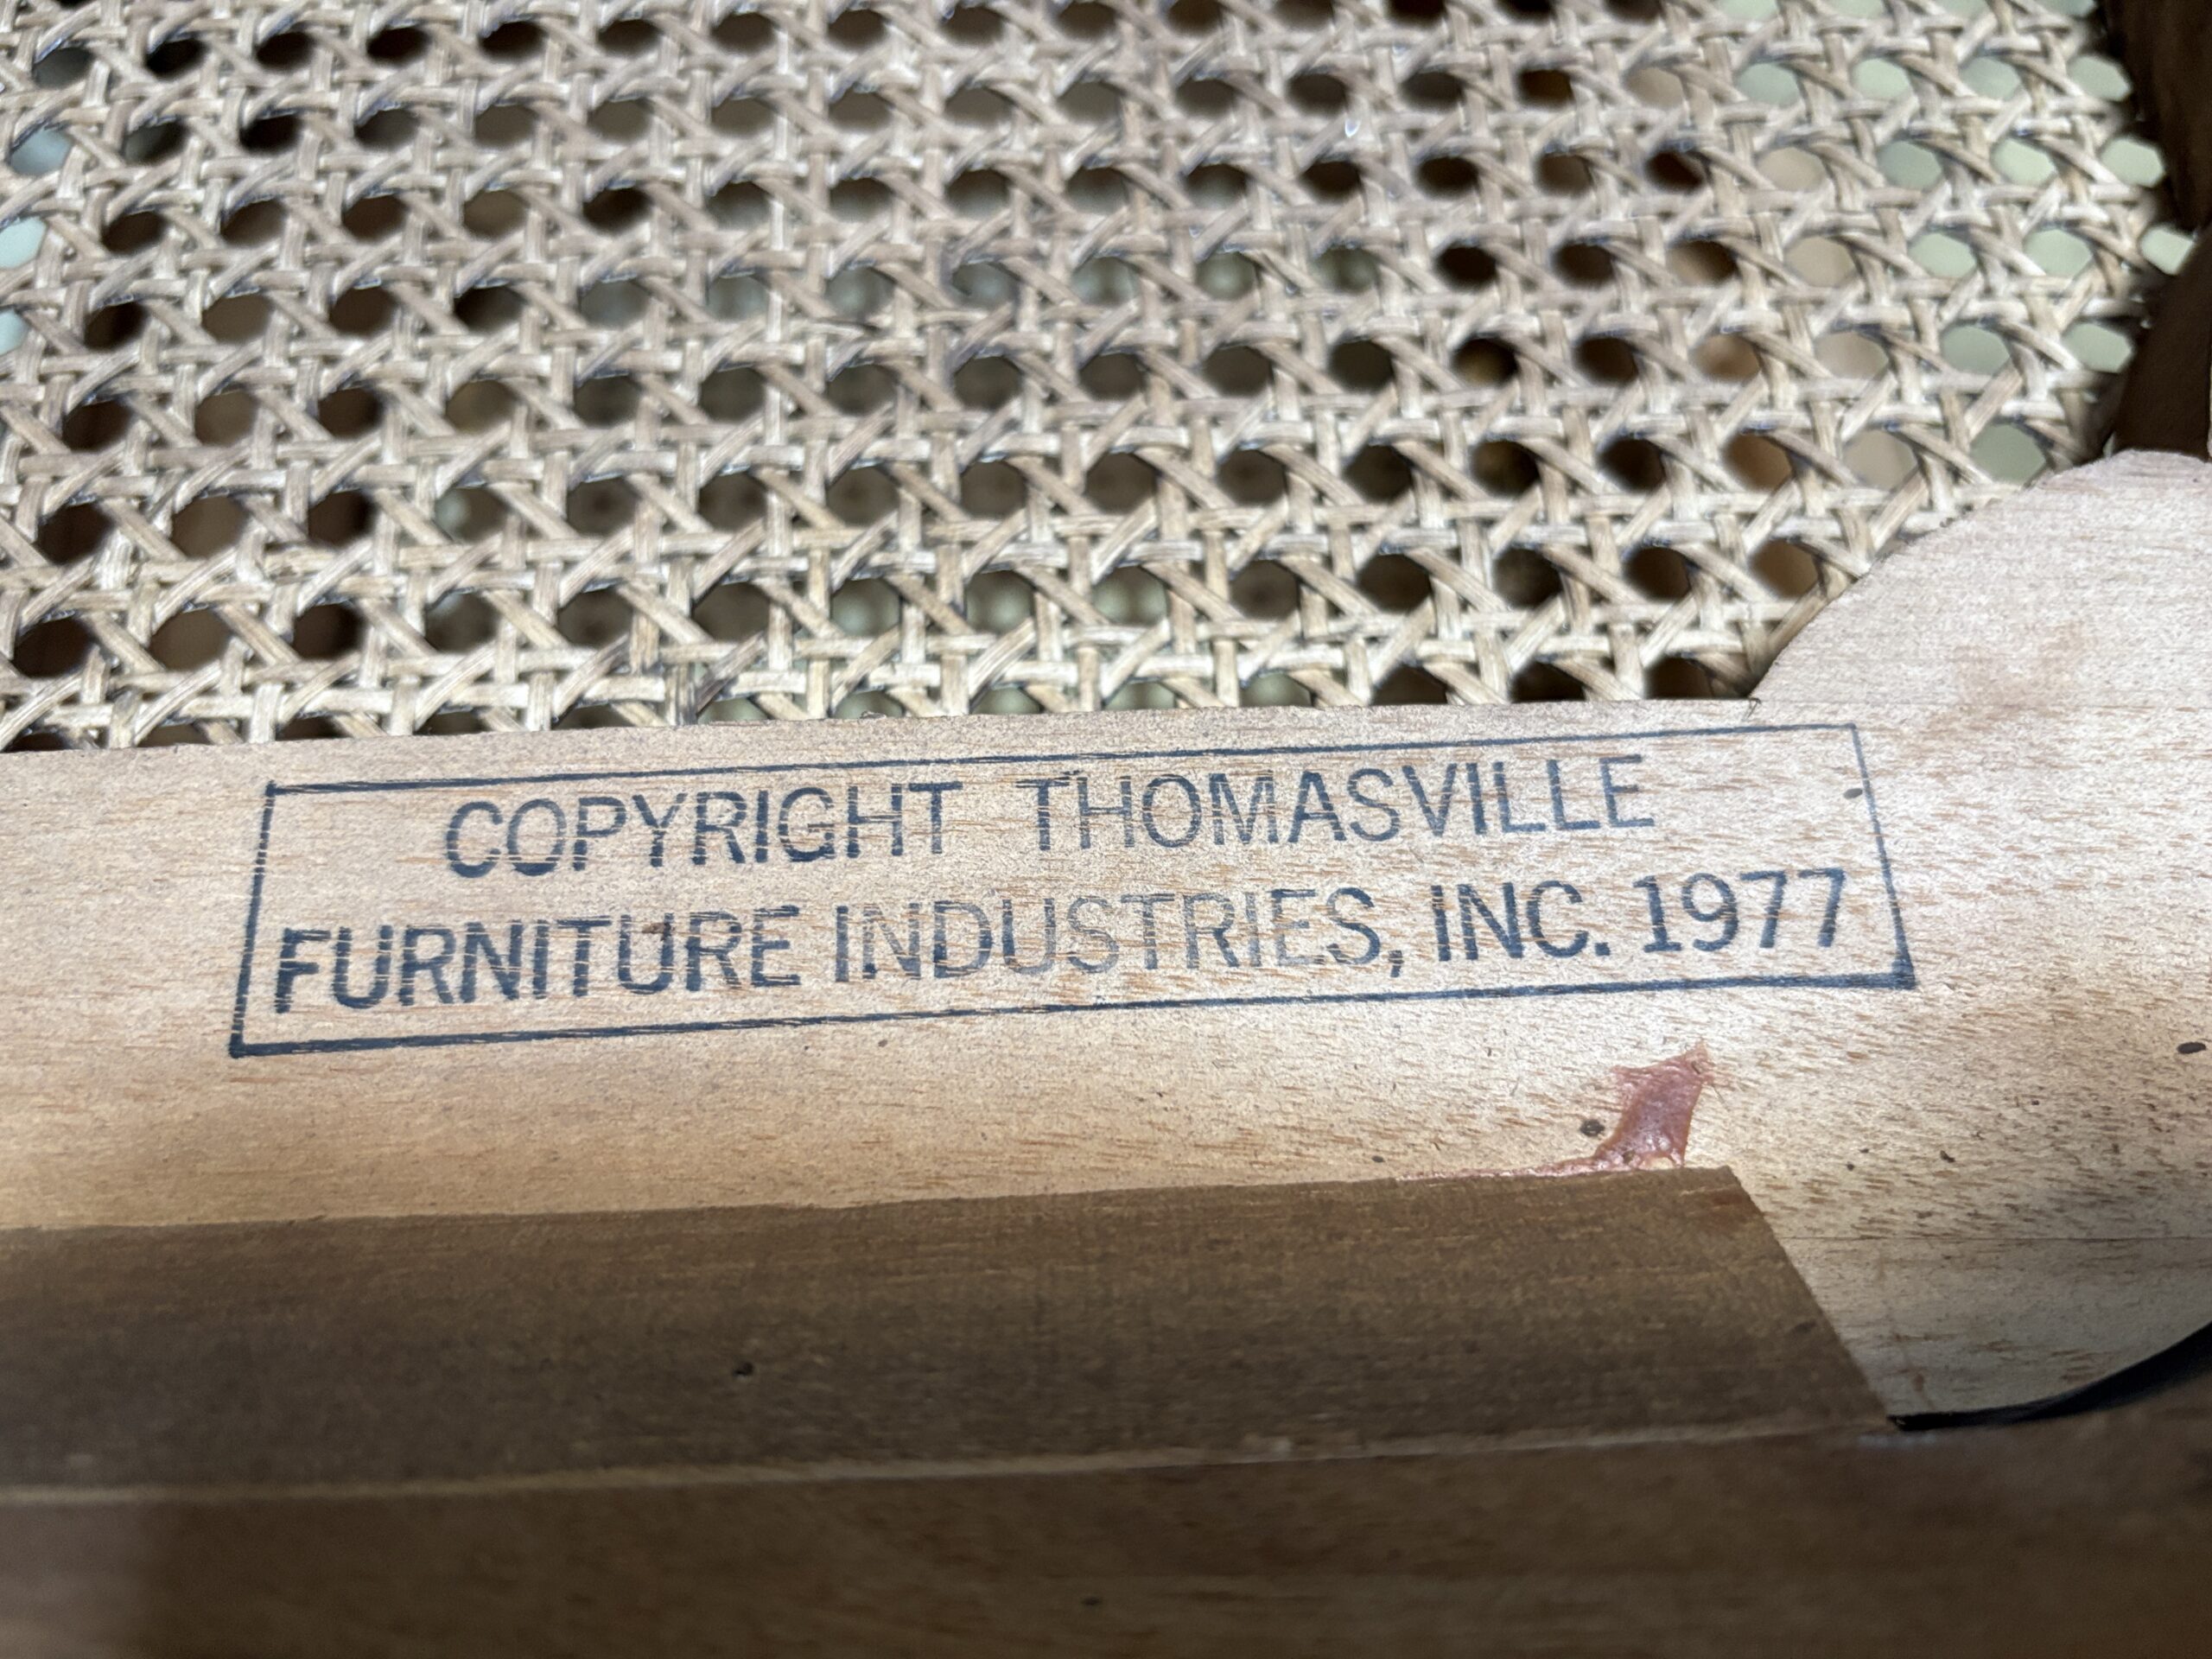 COPYRIGHT THOMASVILLE
FURNITURE INDUSTRIES, INC. 1977